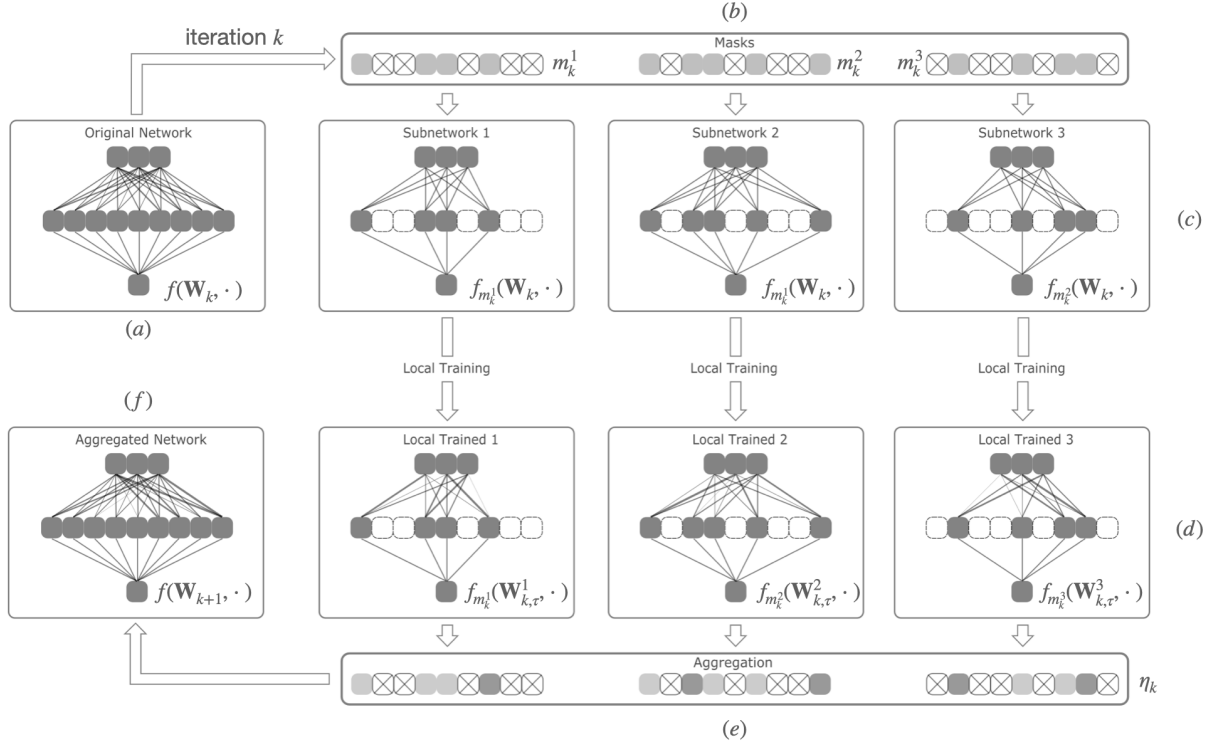 (b)
iteration k
Masks
m_k^1
m_k^2
m_k^3
Original Network
Subnetwork 1
Subnetwork 2
Subnetwork 3
(c)
f(W_k, ·)
f_{m_k^1}(W_k, ·)
f_{m_k^1}(W_k, ·)
f_{m_k^2}(W_k, ·)
(a)
Local Training
Local Training
Local Training
(f)
Aggregated Network
Local Trained 1
Local Trained 2
Local Trained 3
(d)
f(W_{k+1}, ·)
f_{m_k^1}(W_{k,τ}^1, ·)
f_{m_k^2}(W_{k,τ}^2, ·)
f_{m_k^3}(W_{k,τ}^3, ·)
Aggregation
η_k
(e)